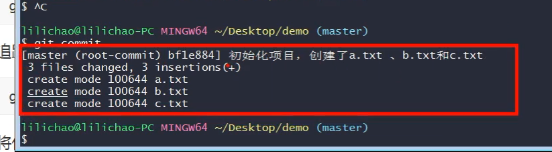 $ ^C
lilichao@lilichao-PC MINGW64 ~/Desktop/demo (master)
$ git commit
[master (root-commit) bf1e884] 初始化项目，创建了a.txt 、b.txt和c.txt
3 files changed, 3 insertions(+)
create mode 100644 a.txt
create mode 100644 b.txt
create mode 100644 c.txt
lilichao@lilichao-PC MINGW64 ~/Desktop/demo (master)
$